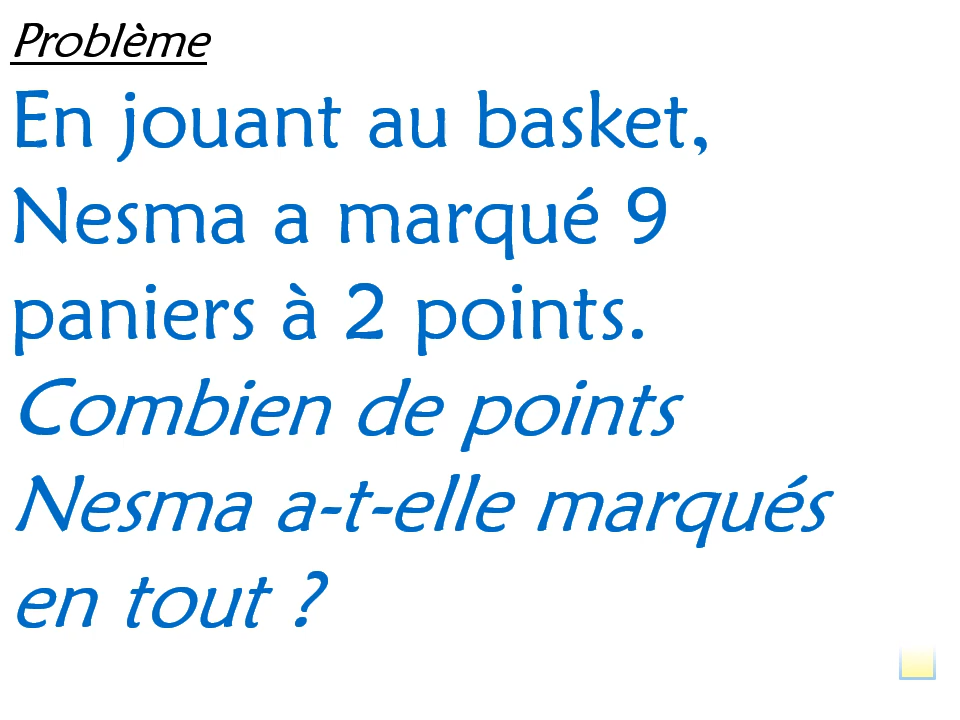 Problème
En jouant au basket,
Nesma a marqué 9
paniers à 2 points.
Combien de points
Nesma a-t-elle marqués
en tout ?